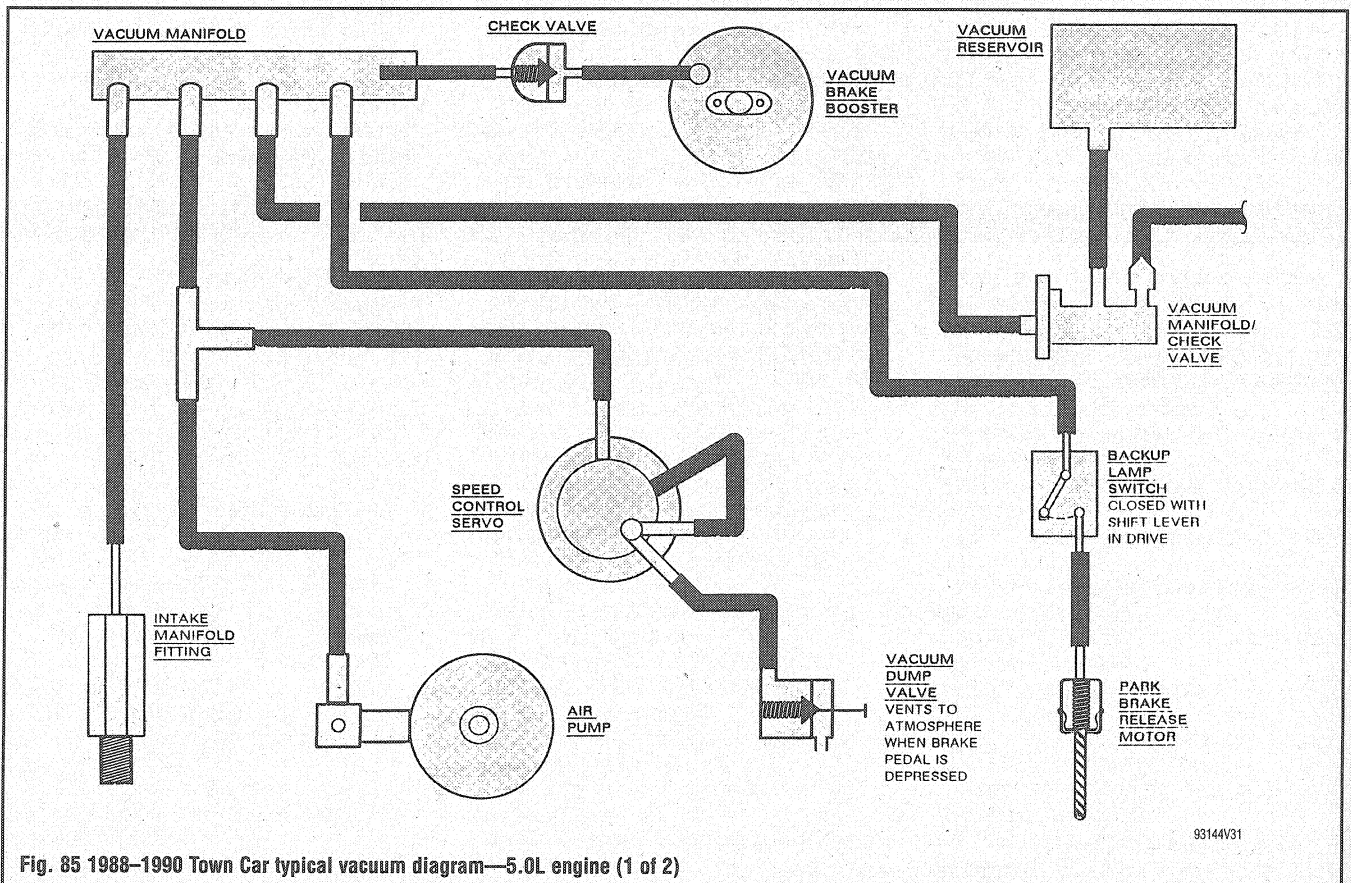 VACUUM MANIFOLD
CHECK VALVE
VACUUM
BRAKE
BOOSTER
VACUUM
RESERVOIR
VACUUM
MANIFOLD/
CHECK
VALVE
SPEED
CONTROL
SERVO
BACKUP
LAMP
SWITCH
CLOSED WITH
SHIFT LEVER
IN DRIVE
INTAKE
MANIFOLD
FITTING
AIR
PUMP
VACUUM
DUMP
VALVE
VENTS TO
ATMOSPHERE
WHEN BRAKE
PEDAL IS
DEPRESSED
PARK
BRAKE
RELEASE
MOTOR
93144V31
Fig. 85 1988–1990 Town Car typical vacuum diagram—5.0L engine (1 of 2)